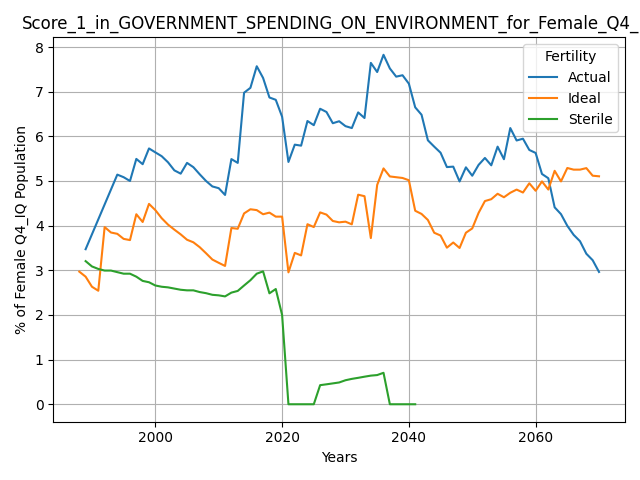 Score_1_in_GOVERNMENT_SPENDING_ON_ENVIRONMENT_for_Female_Q4_
8
7
6
5
4
3
2
1
0
% of Female Q4_IQ Population
Fertility
Actual
Ideal
Sterile
2000
2020
2040
2060
Years